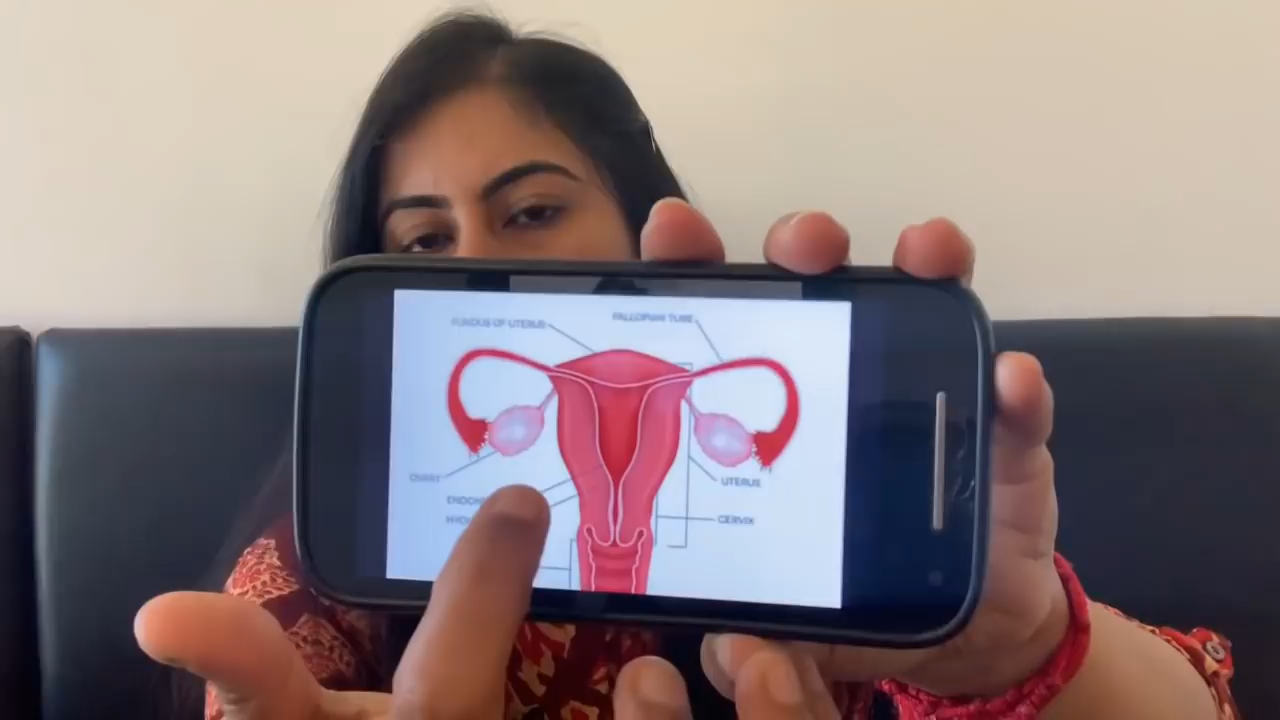 FUNDUS OF UTERUS
FALLOPIAN TUBE
OVARY
UTERUS
CERVIX